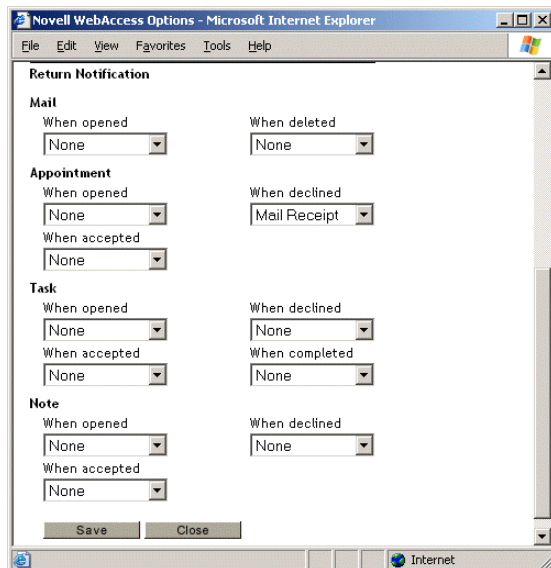 Novell WebAccess Options - Microsoft Internet Explorer
File Edit View Favorites Tools Help
Return Notification
Mail
When opened When deleted
None None
Appointment
When opened When declined
None Mail Receipt
When accepted
None
Task
When opened When declined
None None
When accepted When completed
None None
Note
When opened When declined
None None
When accepted
None
Save Close
Internet